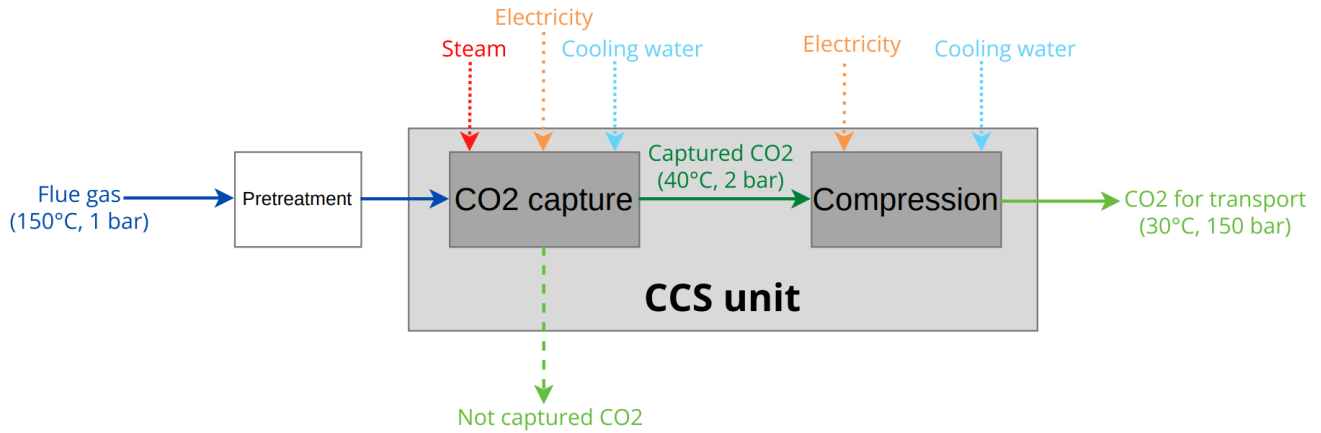 Electricity
Steam
Cooling water
Electricity
Cooling water
Flue gas
(150°C, 1 bar)
Pretreatment
CO2 capture
Captured CO2
(40°C, 2 bar)
Compression
CO2 for transport
(30°C, 150 bar)
CCS unit
Not captured CO2